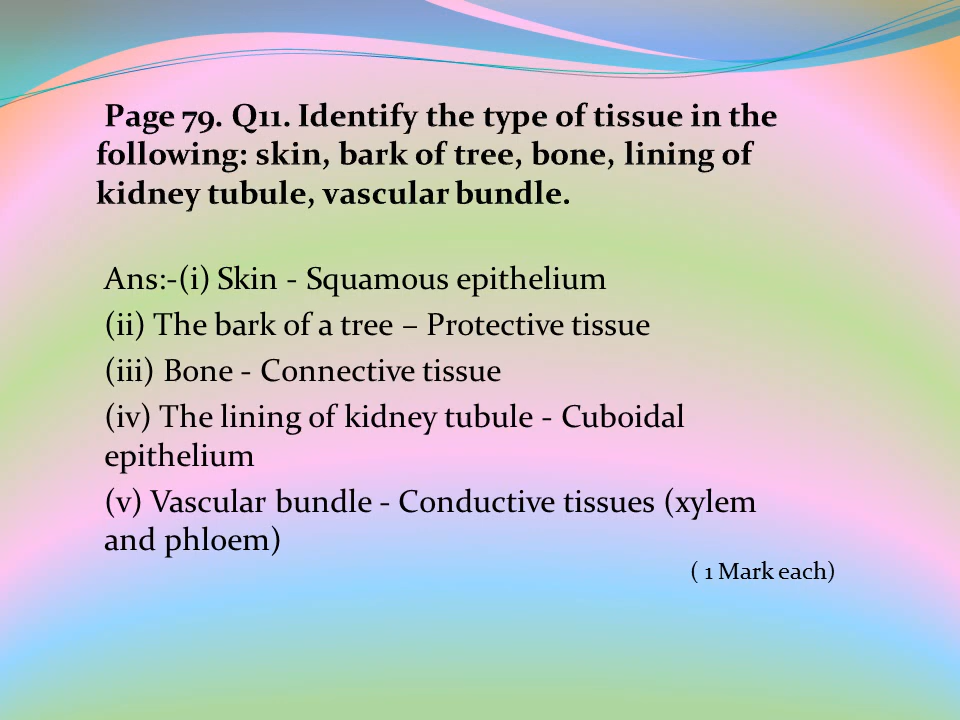 Page 79. Q11. Identify the type of tissue in the
following: skin, bark of tree, bone, lining of
kidney tubule, vascular bundle.
Ans:-(i) Skin - Squamous epithelium
(ii) The bark of a tree – Protective tissue
(iii) Bone - Connective tissue
(iv) The lining of kidney tubule - Cuboidal
epithelium
(v) Vascular bundle - Conductive tissues (xylem
and phloem)
( 1 Mark each)